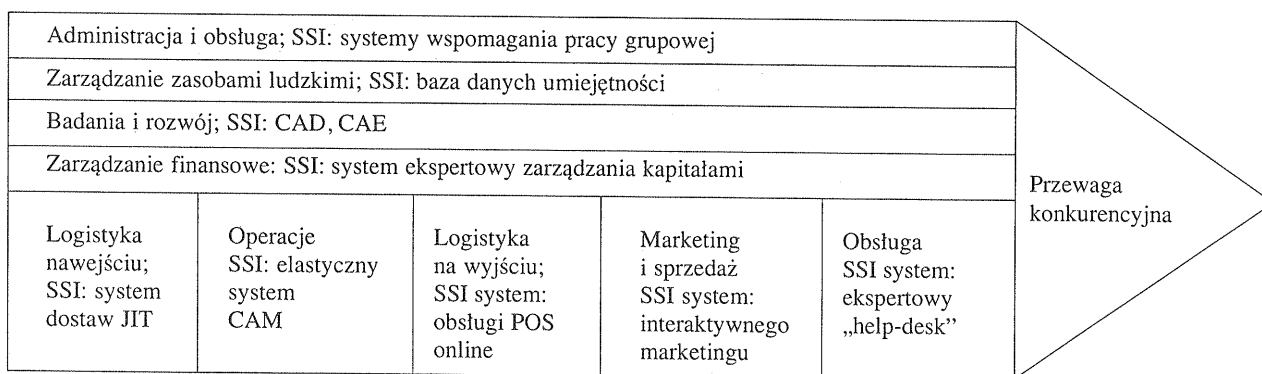 Administracja i obsługa; SSI: systemy wspomagania pracy grupowej
Zarządzanie zasobami ludzkimi; SSI: baza danych umiejętności
Badania i rozwój; SSI: CAD, CAE
Zarządzanie finansowe: SSI: system ekspertowy zarządzania kapitałami
Logistyka
nawejściu;
SSI: system
dostaw JIT
Operacje
SSI: elastyczny
system
CAM
Logistyka
na wyjściu;
SSI system:
obsługi POS
online
Marketing
i sprzedaż
SSI system:
interaktywnego
marketingu
Obsługa
SSI system:
ekspertowy
„help-desk”
Przewaga
konkurencyjna